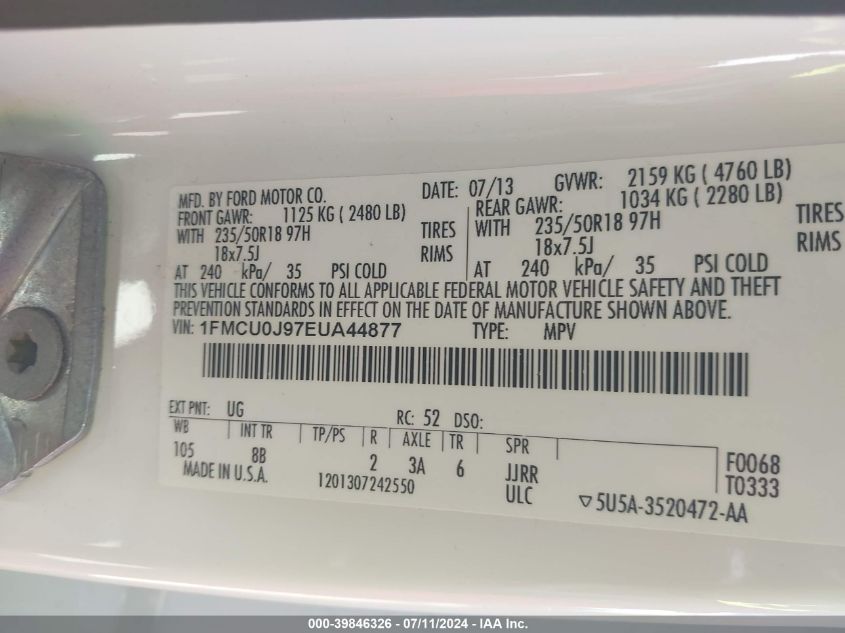 MFD. BY FORD MOTOR CO. DATE: 07/13 GVWR: 2159 KG ( 4760 LB)
FRONT GAWR: 1125 KG ( 2480 LB) REAR GAWR: 1034 KG ( 2280 LB)
WITH 235/50R18 97H TIRES WITH 235/50R18 97H TIRES
18x7.5J RIMS 18x7.5J RIMS
AT 240 kPa/ 35 PSI COLD AT 240 kPa/ 35 PSI COLD
THIS VEHICLE CONFORMS TO ALL APPLICABLE FEDERAL MOTOR VEHICLE SAFETY AND THEFT
PREVENTION STANDARDS IN EFFECT ON THE DATE OF MANUFACTURE SHOWN ABOVE.
VIN: 1FMCU0J97EUA44877 TYPE: MPV
EXT PNT: UG RC: 52 DSO:
WB INT TR TP/PS R AXLE TR SPR
105 8B 2 3A 6 JJRR F0068
MADE IN U.S.A. 1201307242550 ULC T0333
▽5U5A-3520472-AA
000-39846326 - 07/11/2024 - IAA Inc.